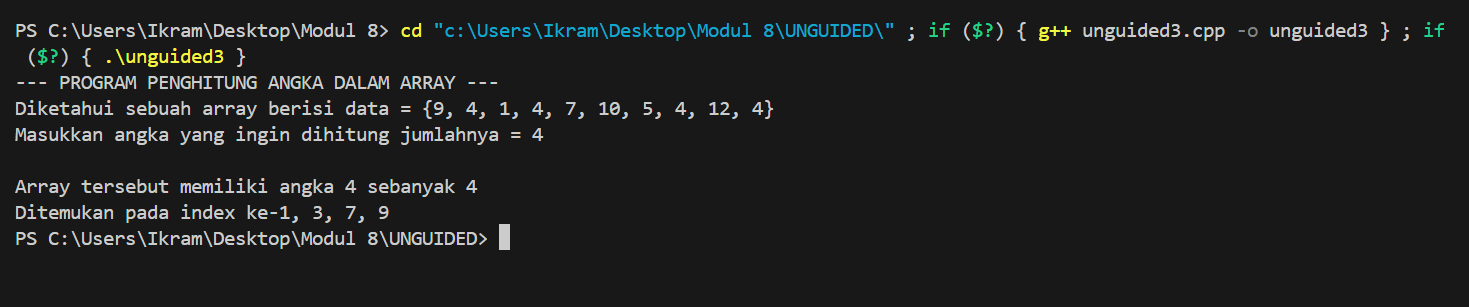 PS C:\Users\Ikram\Desktop\Modul 8> cd "c:\Users\Ikram\Desktop\Modul 8\UNGUIDED\" ; if ($?) { g++ unguided3.cpp -o unguided3 } ; if
 ($?) { .\unguided3 }
--- PROGRAM PENGHITUNG ANGKA DALAM ARRAY ---
Diketahui sebuah array berisi data = {9, 4, 1, 4, 7, 10, 5, 4, 12, 4}
Masukkan angka yang ingin dihitung jumlahnya = 4

Array tersebut memiliki angka 4 sebanyak 4
Ditemukan pada index ke-1, 3, 7, 9
PS C:\Users\Ikram\Desktop\Modul 8\UNGUIDED>